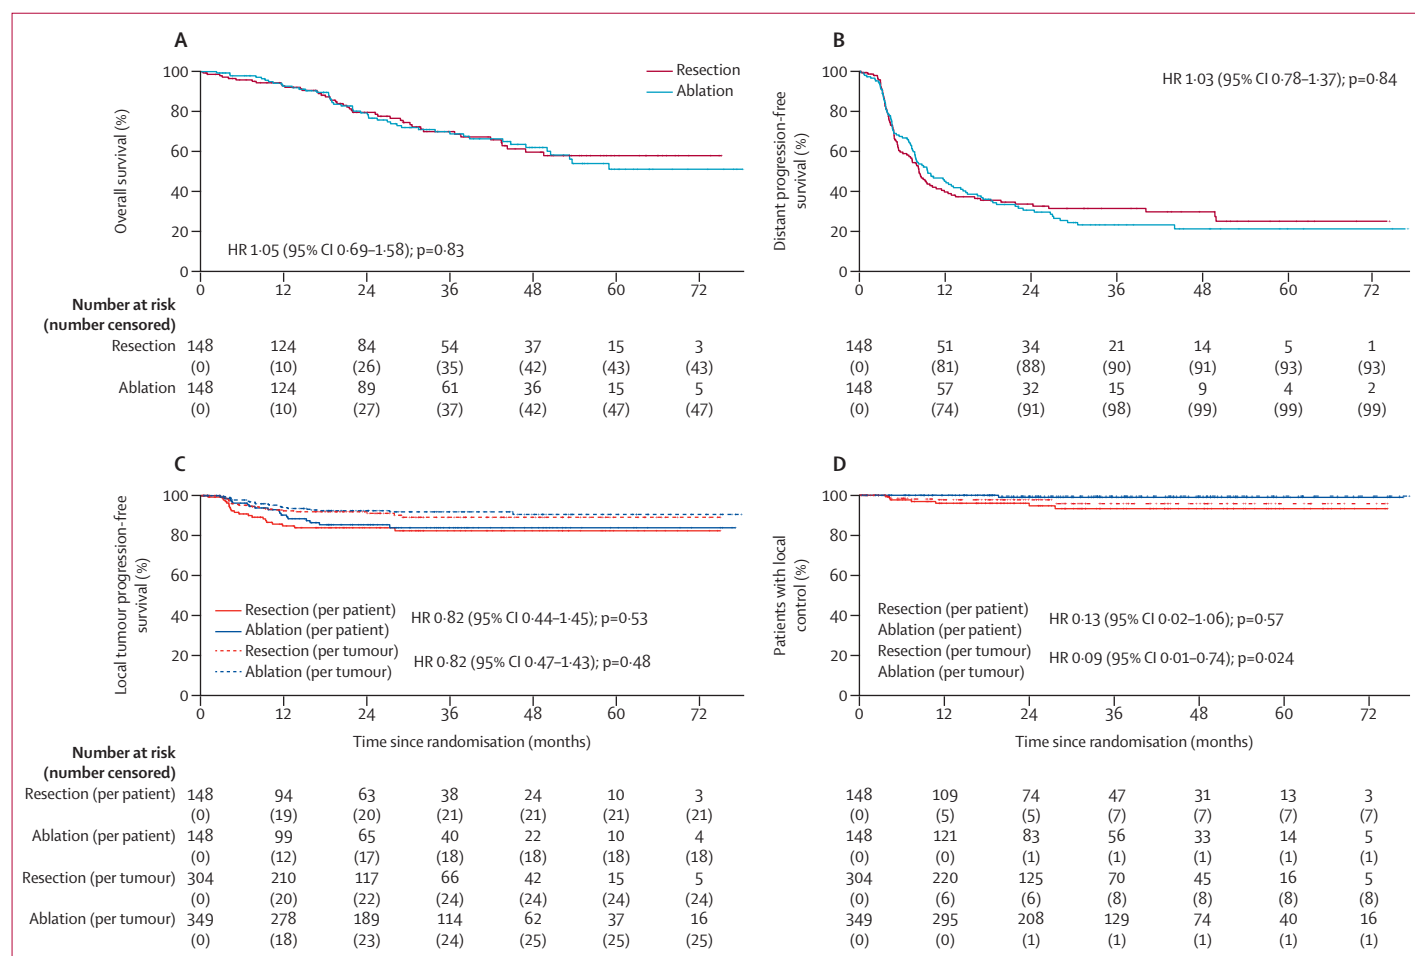 A
100
80
60
40
20
0
Overall survival (%)
Resection
Ablation
HR 1·05 (95% CI 0·69–1·58); p=0·83
0 12 24 36 48 60 72
Number at risk
(number censored)
Resection 148 124 84 54 37 15 3
(0) (10) (26) (35) (42) (43) (43)
Ablation 148 124 89 61 36 15 5
(0) (10) (27) (37) (42) (47) (47)
B
100
80
60
40
20
0
Distant progression-free
survival (%)
HR 1·03 (95% CI 0·78–1·37); p=0·84
0 12 24 36 48 60 72
148 51 34 21 14 5 1
(0) (81) (88) (90) (91) (93) (93)
148 57 32 15 9 4 2
(0) (74) (91) (98) (99) (99) (99)
C
100
80
60
40
20
0
Local tumour progression-free
survival (%)
Resection (per patient)
Ablation (per patient)
HR 0·82 (95% CI 0·44–1·45); p=0·53
Resection (per tumour)
Ablation (per tumour)
HR 0·82 (95% CI 0·47–1·43); p=0·48
0 12 24 36 48 60 72
Time since randomisation (months)
Number at risk
(number censored)
Resection (per patient) 148 94 63 38 24 10 3
(0) (19) (20) (21) (21) (21) (21)
Ablation (per patient) 148 99 65 40 22 10 4
(0) (12) (17) (18) (18) (18) (18)
Resection (per tumour) 304 210 117 66 42 15 5
(0) (20) (22) (24) (24) (24) (24)
Ablation (per tumour) 349 278 189 114 62 37 16
(0) (18) (23) (24) (25) (25) (25)
D
100
80
60
40
20
0
Patients with local
control (%)
Resection (per patient)
Ablation (per patient)
HR 0·13 (95% CI 0·02–1·06); p=0·57
Resection (per tumour)
Ablation (per tumour)
HR 0·09 (95% CI 0·01–0·74); p=0·024
0 12 24 36 48 60 72
Time since randomisation (months)
148 109 74 47 31 13 3
(0) (5) (5) (7) (7) (7) (7)
148 121 83 56 33 14 5
(0) (0) (1) (1) (1) (1) (1)
304 220 125 70 45 16 5
(0) (6) (6) (8) (8) (8) (8)
349 295 208 129 74 40 16
(0) (0) (1) (1) (1) (1) (1)